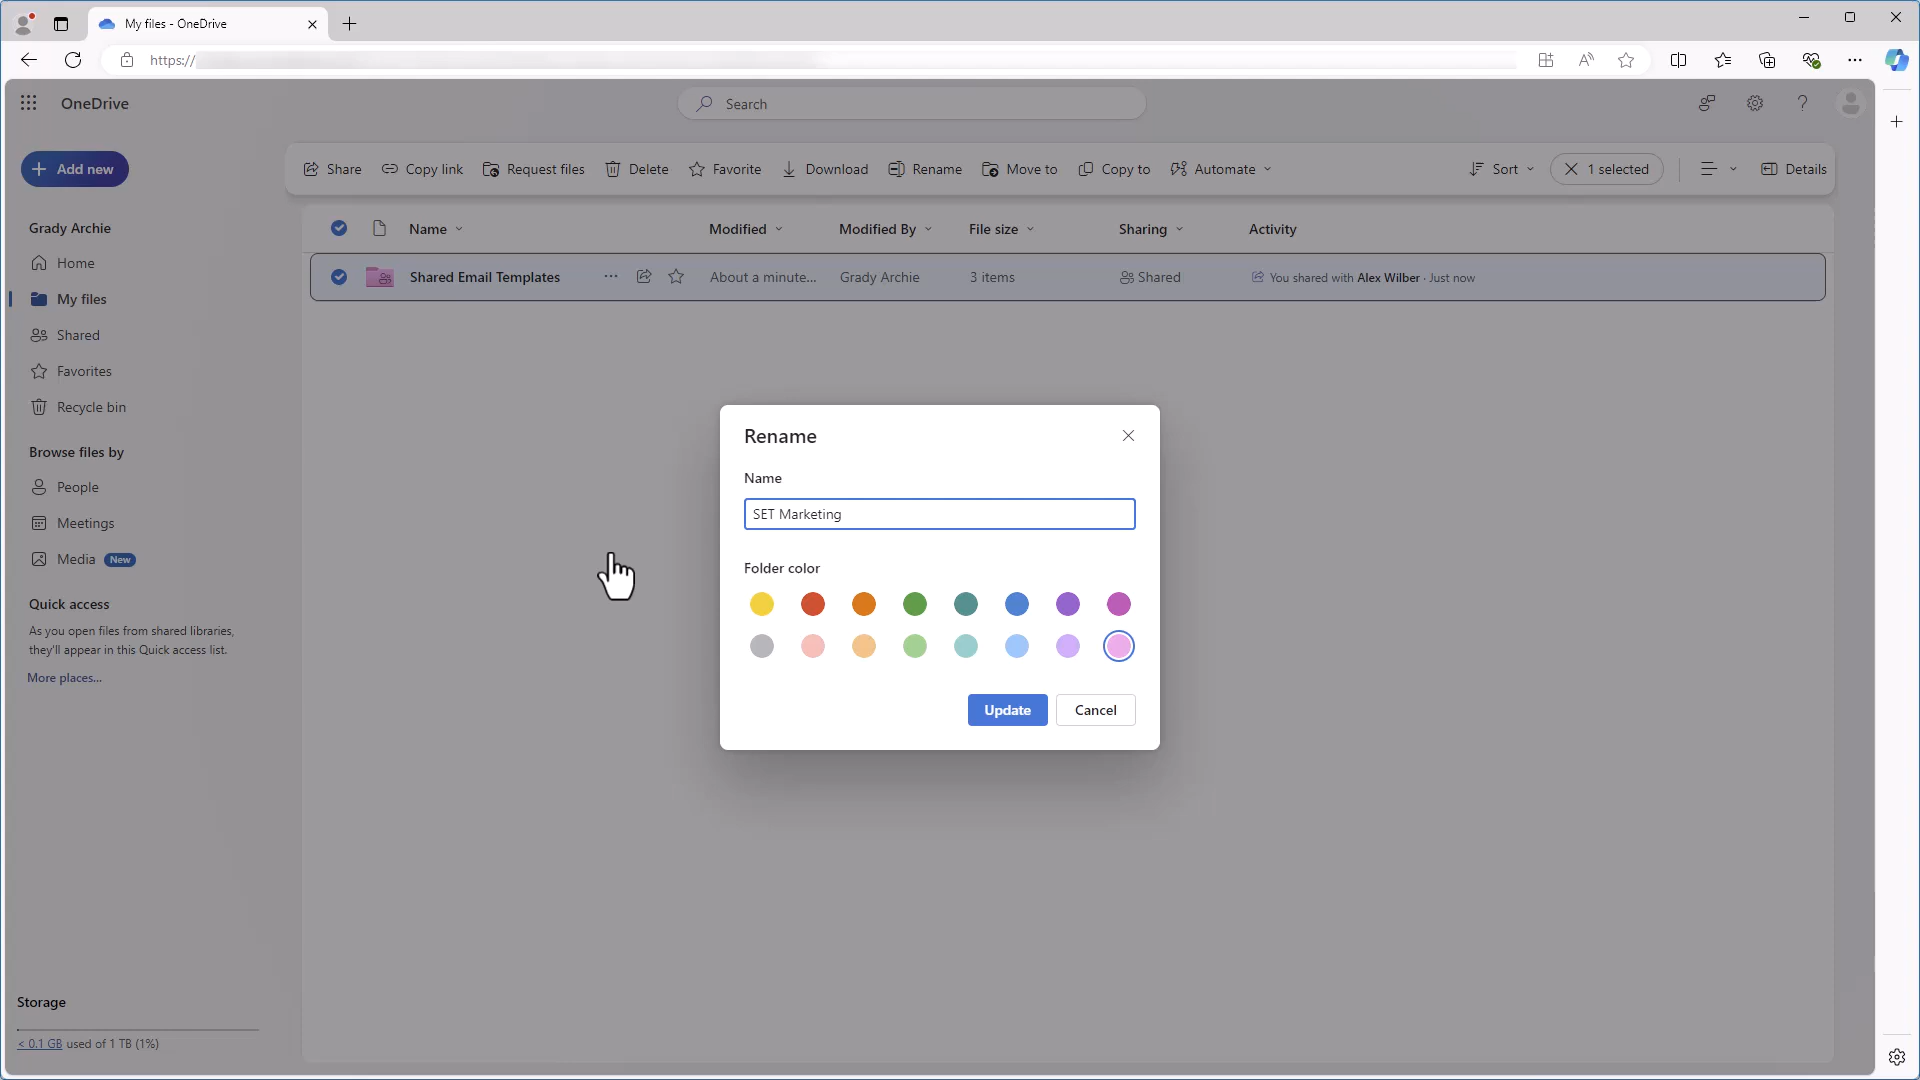 My files - OneDrive
https://
OneDrive
Search
Add new
Share
Copy link
Request files
Delete
Favorite
Download
Rename
Move to
Copy to
Automate
Sort
1 selected
Details
Grady Archie
Home
My files
Shared
Favorites
Recycle bin
Browse files by
People
Meetings
Media New
Quick access
As you open files from shared libraries,
they'll appear in this Quick access list.
More places...
Storage
< 0.1 GB used of 1 TB (1%)
Name
Modified
Modified By
File size
Sharing
Activity
Shared Email Templates
About a minute...
Grady Archie
3 items
Shared
You shared with Alex Wilber · Just now
Rename
Name
SET Marketing
Folder color
Update
Cancel